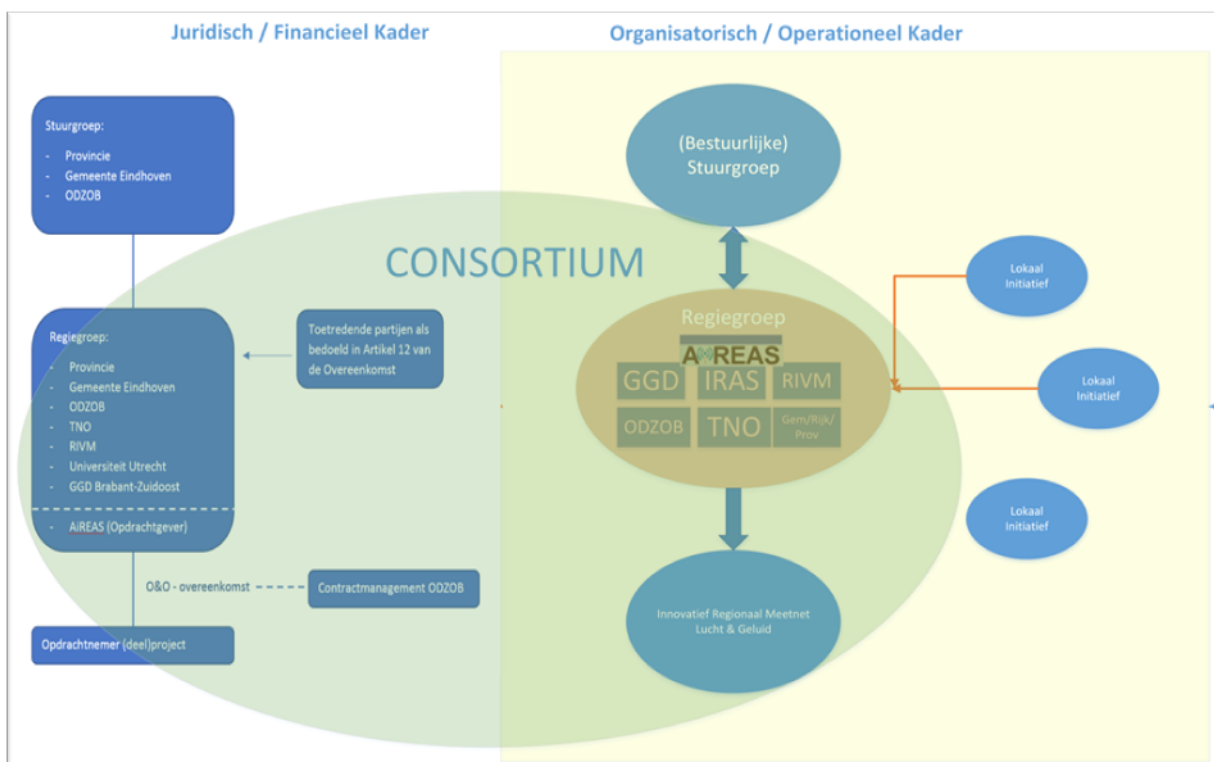 Juridisch / Financieel Kader
Organisatorisch / Operationeel Kader
Stuurgroep:
- Provincie
- Gemeente Eindhoven
- ODZOB
(Bestuurlijke)
Stuurgroep
CONSORTIUM
Regiegroep:
- Provincie
- Gemeente Eindhoven
- ODZOB
- TNO
- RIVM
- Universiteit Utrecht
- GGD Brabant-Zuidoost
- AiREAS (Opdrachtgever)
Toetredende partijen als
bedoeld in Artikel 12 van
de Overeenkomst
Regiegroep
AiREAS
GGD
IRAS
RIVM
ODZOB
TNO
Gem/Rijk/
Prov
Lokaal
Initiatief
Lokaal
Initiatief
Lokaal
Initiatief
O&O - overeenkomst
Contractmanagement ODZOB
Opdrachtnemer (deel)project
Innovatief Regionaal Meetnet
Lucht & Geluid